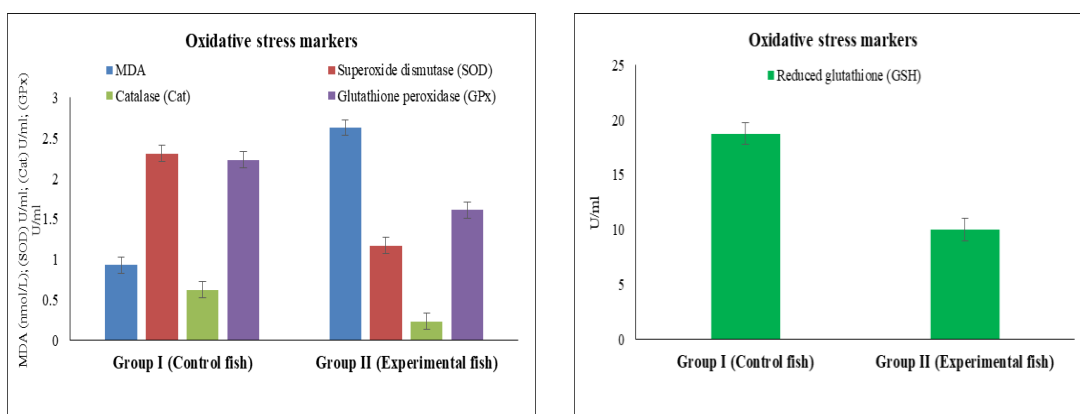 Oxidative stress markers
MDA
Superoxide dismutase (SOD)
Catalase (Cat)
Glutathione peroxidase (GPx)
MDA (nmol/L); (SOD) U/ml; (Cat) U/ml; (GPx)
U/ml
3
2.5
2
1.5
1
0.5
0
Group I (Control fish)
Group II (Experimental fish)
Oxidative stress markers
Reduced glutathione (GSH)
U/ml
25
20
15
10
5
0
Group I (Control fish)
Group II (Experimental fish)